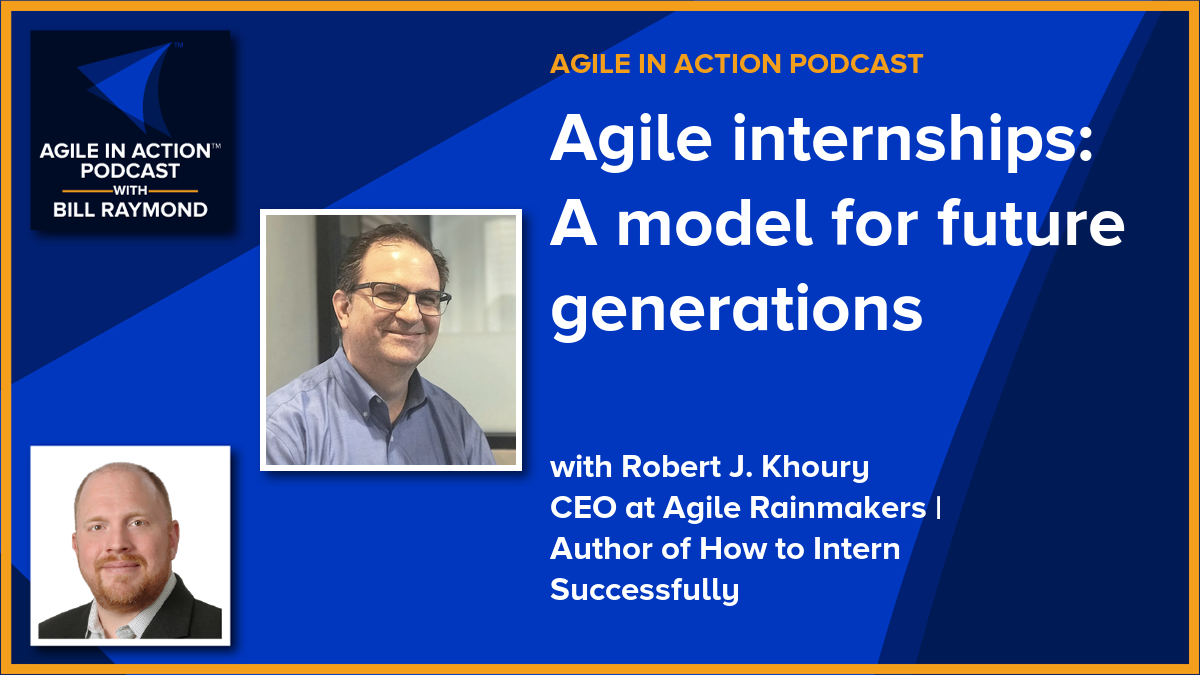 AGILE IN ACTION™
PODCAST
WITH
BILL RAYMOND
AGILE IN ACTION PODCAST
Agile internships:
A model for future
generations
with Robert J. Khoury
CEO at Agile Rainmakers |
Author of How to Intern
Successfully